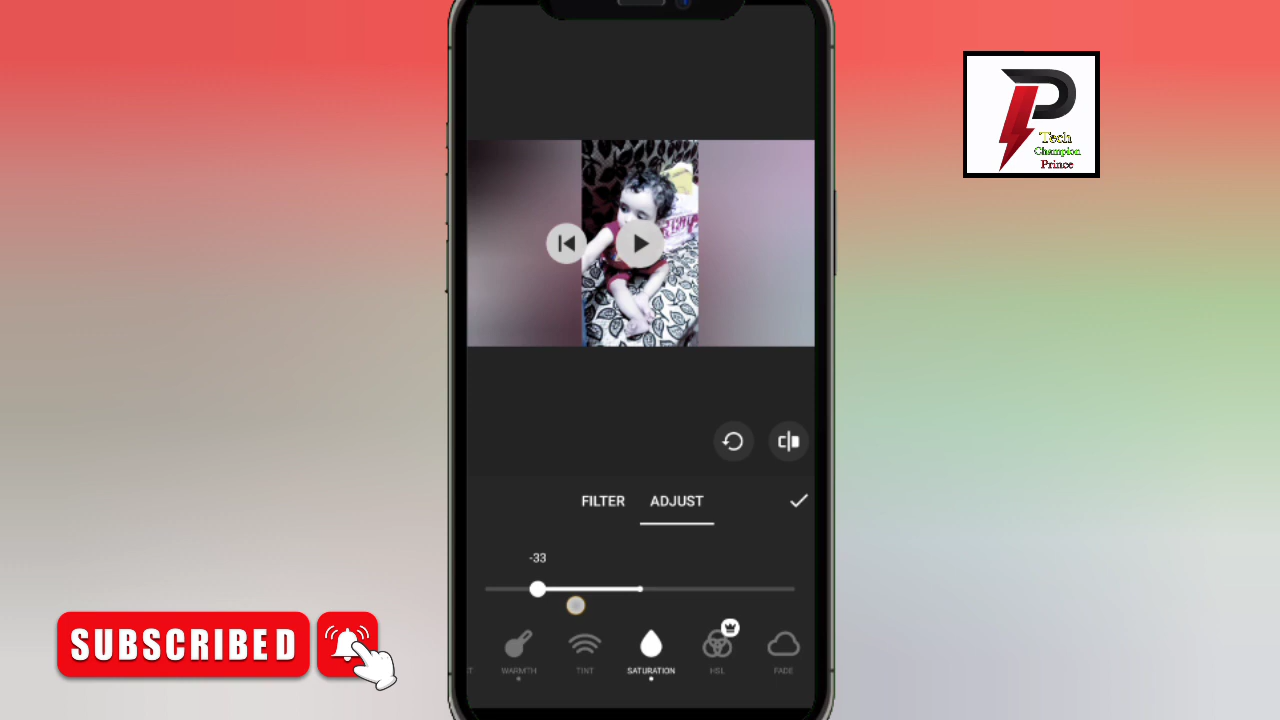 Tech
Champion
Prince
FILTER ADJUST
-33
WARMTH TINT SATURATION HSL FADE
SUBSCRIBED